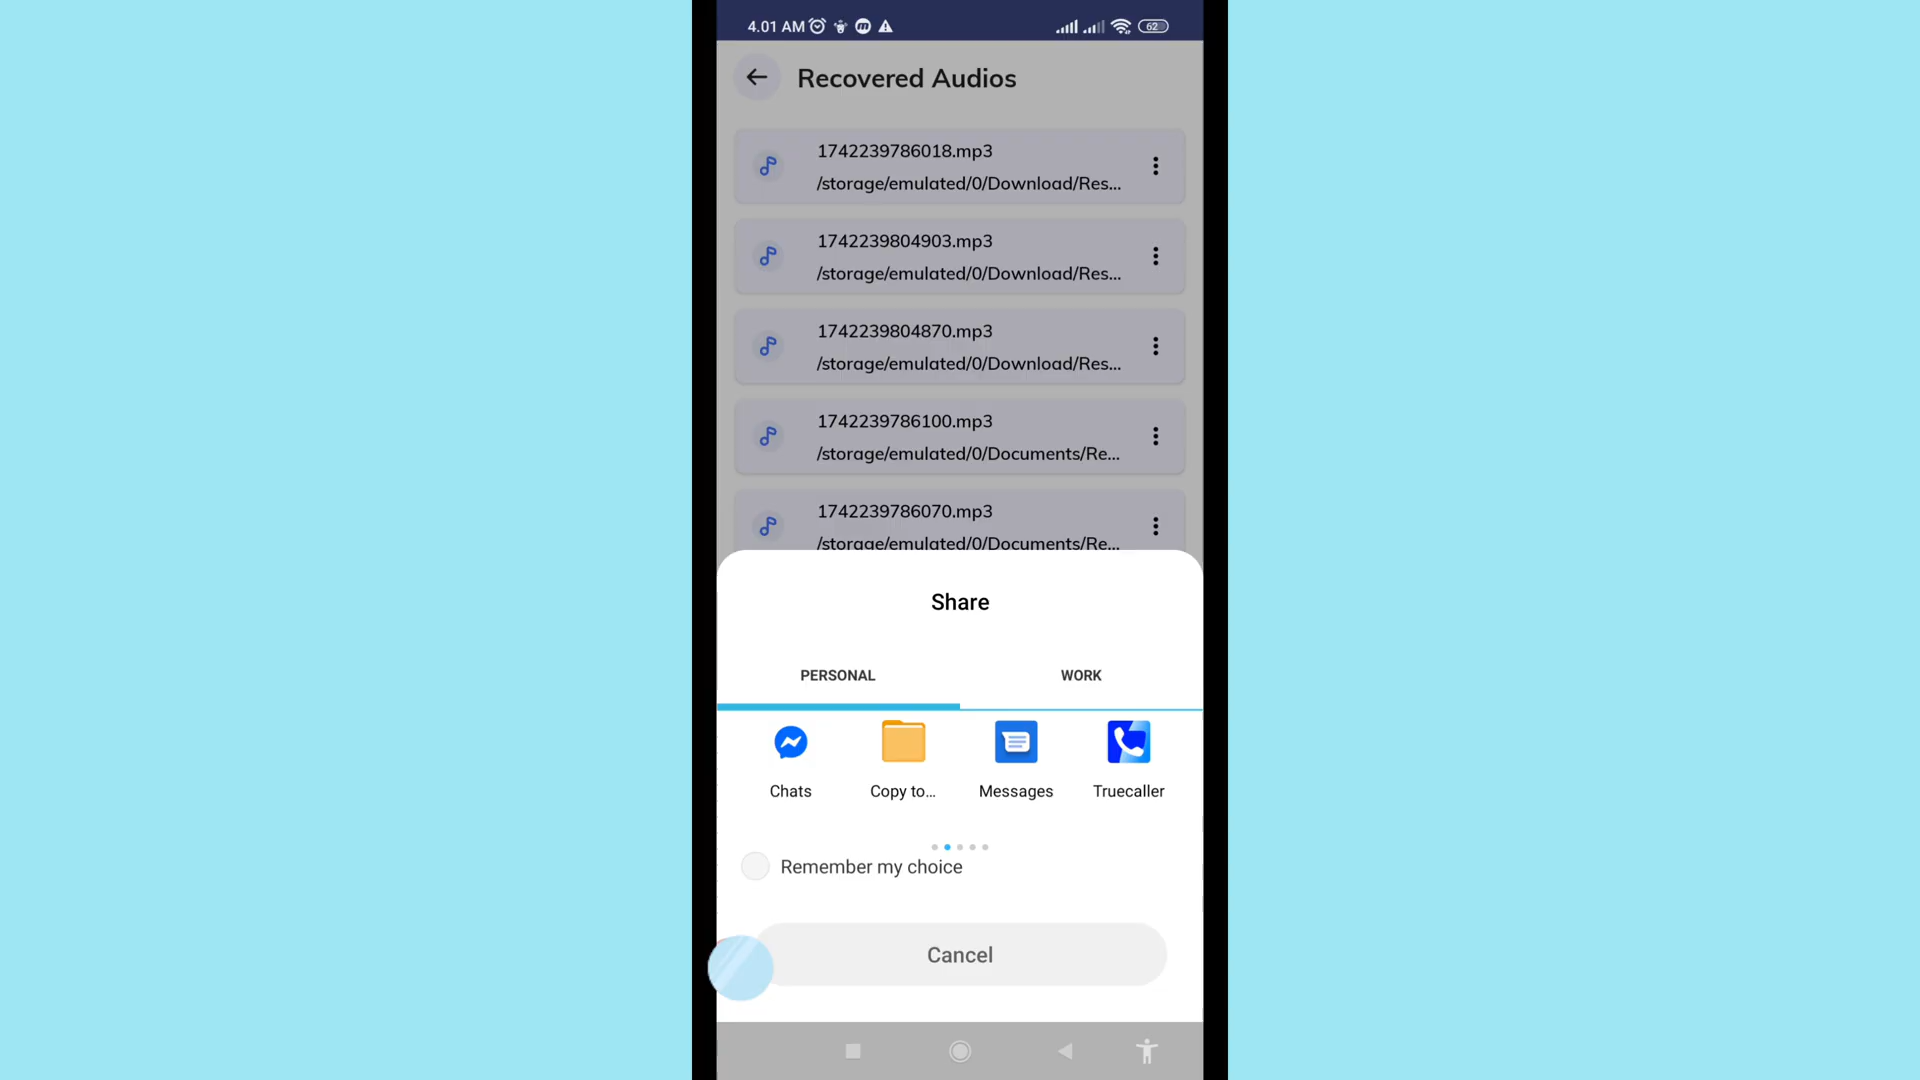 4.01 AM
62
Recovered Audios
1742239786018.mp3
/storage/emulated/0/Download/Res...
1742239804903.mp3
/storage/emulated/0/Download/Res...
1742239804870.mp3
/storage/emulated/0/Download/Res...
1742239786100.mp3
/storage/emulated/0/Documents/Re...
1742239786070.mp3
/storage/emulated/0/Documents/Re...
Share
PERSONAL WORK
Chats Copy to... Messages Truecaller
Remember my choice
Cancel